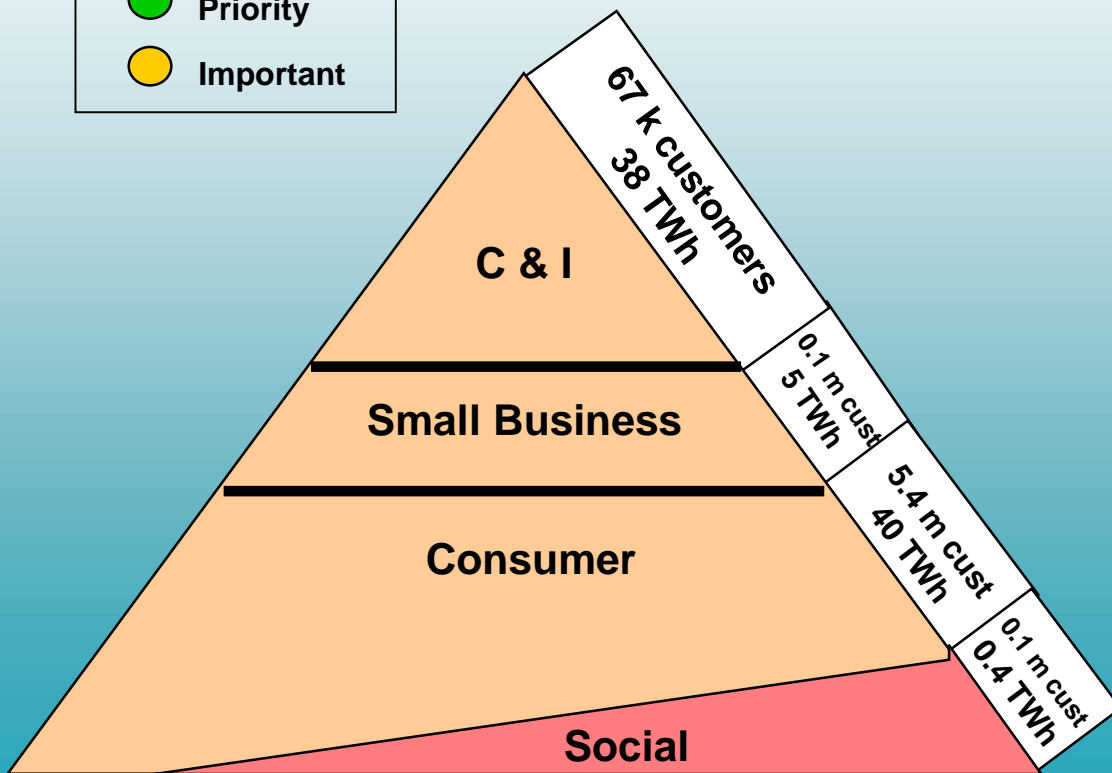 Priority
Important
67 k customers
38 TWh
C & I
0.1 m cust
5 TWh
Small Business
5.4 m cust
40 TWh
Consumer
0.1 m cust
0.4 TWh
Social